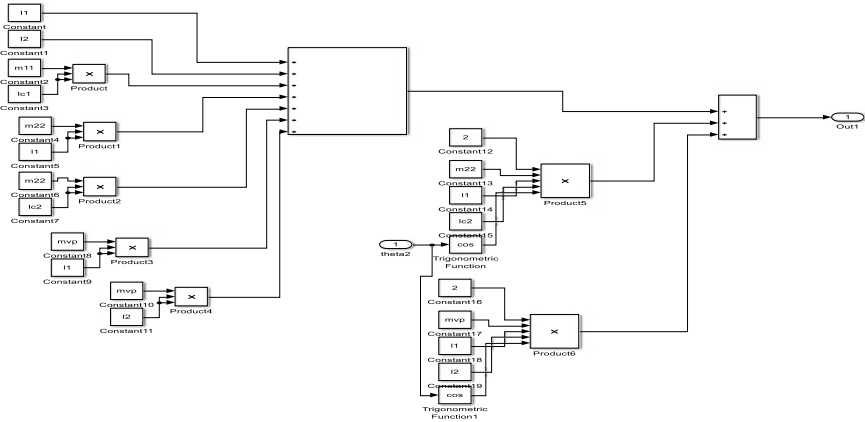 I1
Constant
I2
Constant1
m11
Constant2
lc1
Constant3
×
Product
m22
Constant4
l1
Constant5
×
Product1
m22
Constant6
lc2
Constant7
×
Product2
mvp
Constant8
l1
Constant9
×
Product3
mvp
Constant10
l2
Constant11
×
Product4
+
+
+
+
+
+
+
2
Constant12
m22
Constant13
l1
Constant14
lc2
Constant15
1
theta2
cos
Trigonometric
Function
×
Product5
2
Constant16
mvp
Constant17
l1
Constant18
l2
Constant19
cos
Trigonometric
Function1
×
Product6
+
+
+
1
Out1